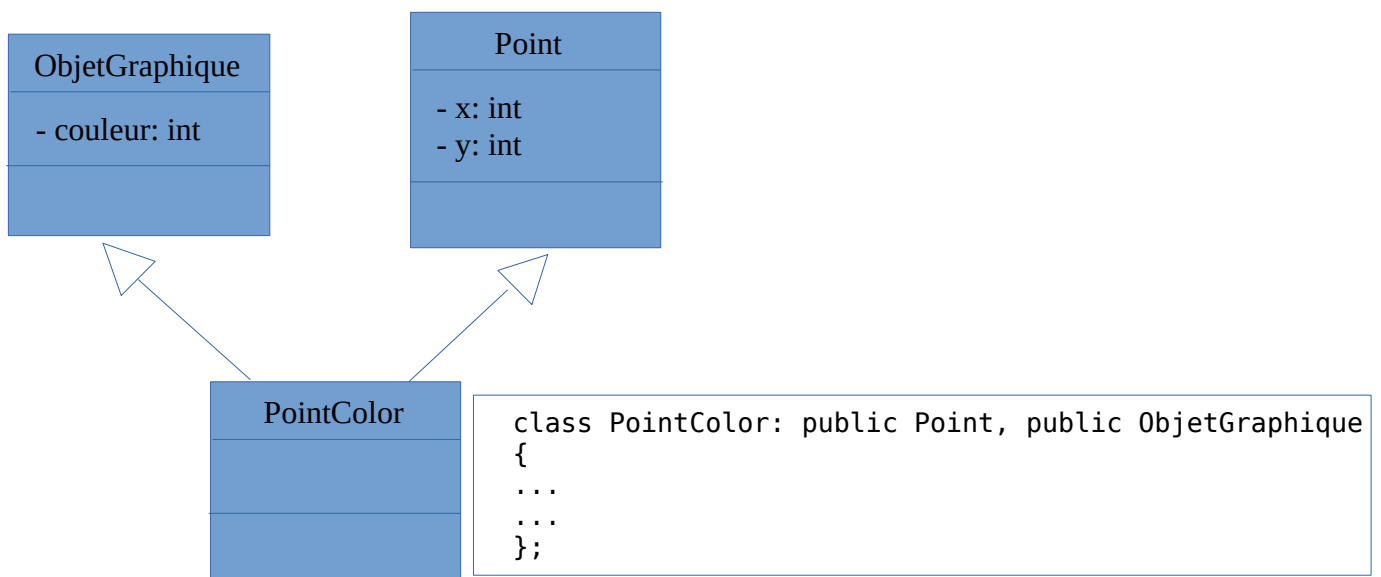 ObjetGraphique
- couleur: int
Point
- x: int
- y: int
PointColor
class PointColor: public Point, public ObjetGraphique
{
...
...
};